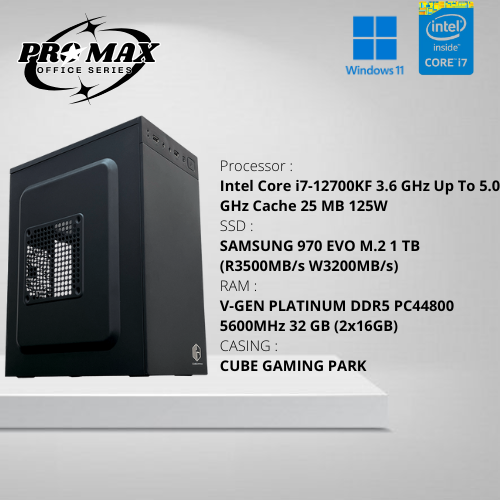 PRO MAX
OFFICE SERIES
Windows 11
intel
inside
CORE i7
Processor :
Intel Core i7-12700KF 3.6 GHz Up To 5.0
GHz Cache 25 MB 125W
SSD :
SAMSUNG 970 EVO M.2 1 TB
(R3500MB/s W3200MB/s)
RAM :
V-GEN PLATINUM DDR5 PC44800
5600MHz 32 GB (2x16GB)
CASING :
CUBE GAMING PARK